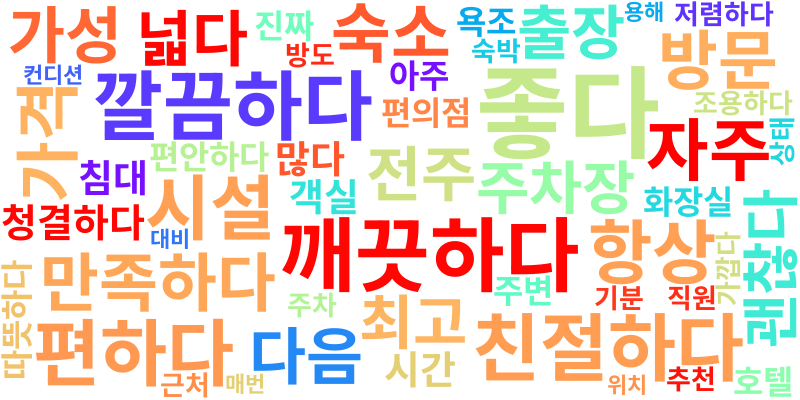 가성
넓다
진짜
방도
숙소
욕조
숙박
출장
용해
저렴하다
방문
컨디션
가격
깔끔하다
아주
편의점
좋다
조용하다
상태
자주
침대
편안하다
많다
전주
주차장
청결하다
시설
객실
화장실
대비
깨끗하다
항상
가깝다
괜찮다
따뜻하다
만족하다
주차
최고
주변
기분
직원
편하다
다음
시간
친절하다
근처
매번
위치
추천
호텔